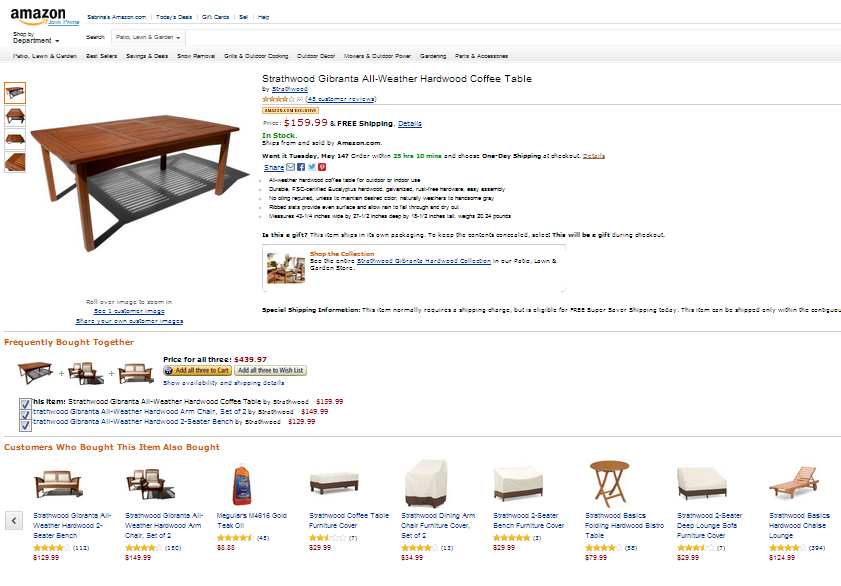 amazon
Join Prime
Sabrina's Amazon.com | Today's Deals | Gift Cards | Sell | Help
Shop by
Department
Search
Patio, Lawn & Garden
Patio, Lawn & Garden Best Sellers Savings & Deals Snow Removal Grills & Outdoor Cooking Outdoor Décor Mowers & Outdoor Power Gardening Parts & Accessories
Strathwood Gibranta All-Weather Hardwood Coffee Table
by Strathwood
(45 customer reviews)
AMAZON.COM EXCLUSIVE
Price: $159.99 & FREE Shipping. Details
In Stock.
Ships from and sold by Amazon.com.
Want it Tuesday, May 14? Order within 25 hrs 10 mins and choose One-Day Shipping at checkout. Details
Share
All-weather hardwood coffee table for outdoor or indoor use
Durable, FSC-certified Eucalyptus hardwood, galvanized, rust-free hardware, easy assembly
No oiling required, unless to maintain desired color; naturally weathers to handsome gray
Ribbed slats provide even surface and allow rain to fall through and dry out
Measures 43-1/4 inches wide by 27-1/2 inches deep by 18-1/2 inches tall; weighs 20.24 pounds
Is this a gift? This item ships in its own packaging. To keep the contents concealed, select This will be a gift during checkout.
Shop the Collection
See the entire Strathwood Gibranta Hardwood Collection in our Patio, Lawn &
Garden Store.
Roll over image to zoom in
See 1 customer image
Share your own customer images
Special Shipping Information: This item normally requires a shipping charge, but is eligible for FREE Super Saver Shipping today. This item can be shipped only within the contiguou
Frequently Bought Together
+ +
Price for all three: $439.97
Add all three to Cart Add all three to Wish List
Show availability and shipping details
his item: Strathwood Gibranta All-Weather Hardwood Coffee Table by Strathwood $159.99
trathwood Gibranta All-Weather Hardwood Arm Chair, Set of 2 by Strathwood $149.99
trathwood Gibranta All-Weather Hardwood 2-Seater Bench by Strathwood $129.99
Customers Who Bought This Item Also Bought
Strathwood Gibranta All-
Weather Hardwood 2-
Seater Bench
(112)
$129.99
Strathwood Gibranta All-
Weather Hardwood Arm
Chair, Set of 2
(150)
$149.99
Meguiar's M4616 Gold
Teak Oil
(45)
$8.88
Strathwood Coffee Table
Furniture Cover
(7)
$29.99
Strathwood Dining Arm
Chair Furniture Cover,
Set of 2
(13)
$34.99
Strathwood 2-Seater
Bench Furniture Cover
(3)
$29.99
Strathwood Basics
Folding Hardwood Bistro
Table
(58)
$79.99
Strathwood 2-Seater
Deep Lounge Sofa
Furniture Cover
(7)
$29.99
Strathwood Basics
Hardwood Chaise
Lounge
(394)
$124.99